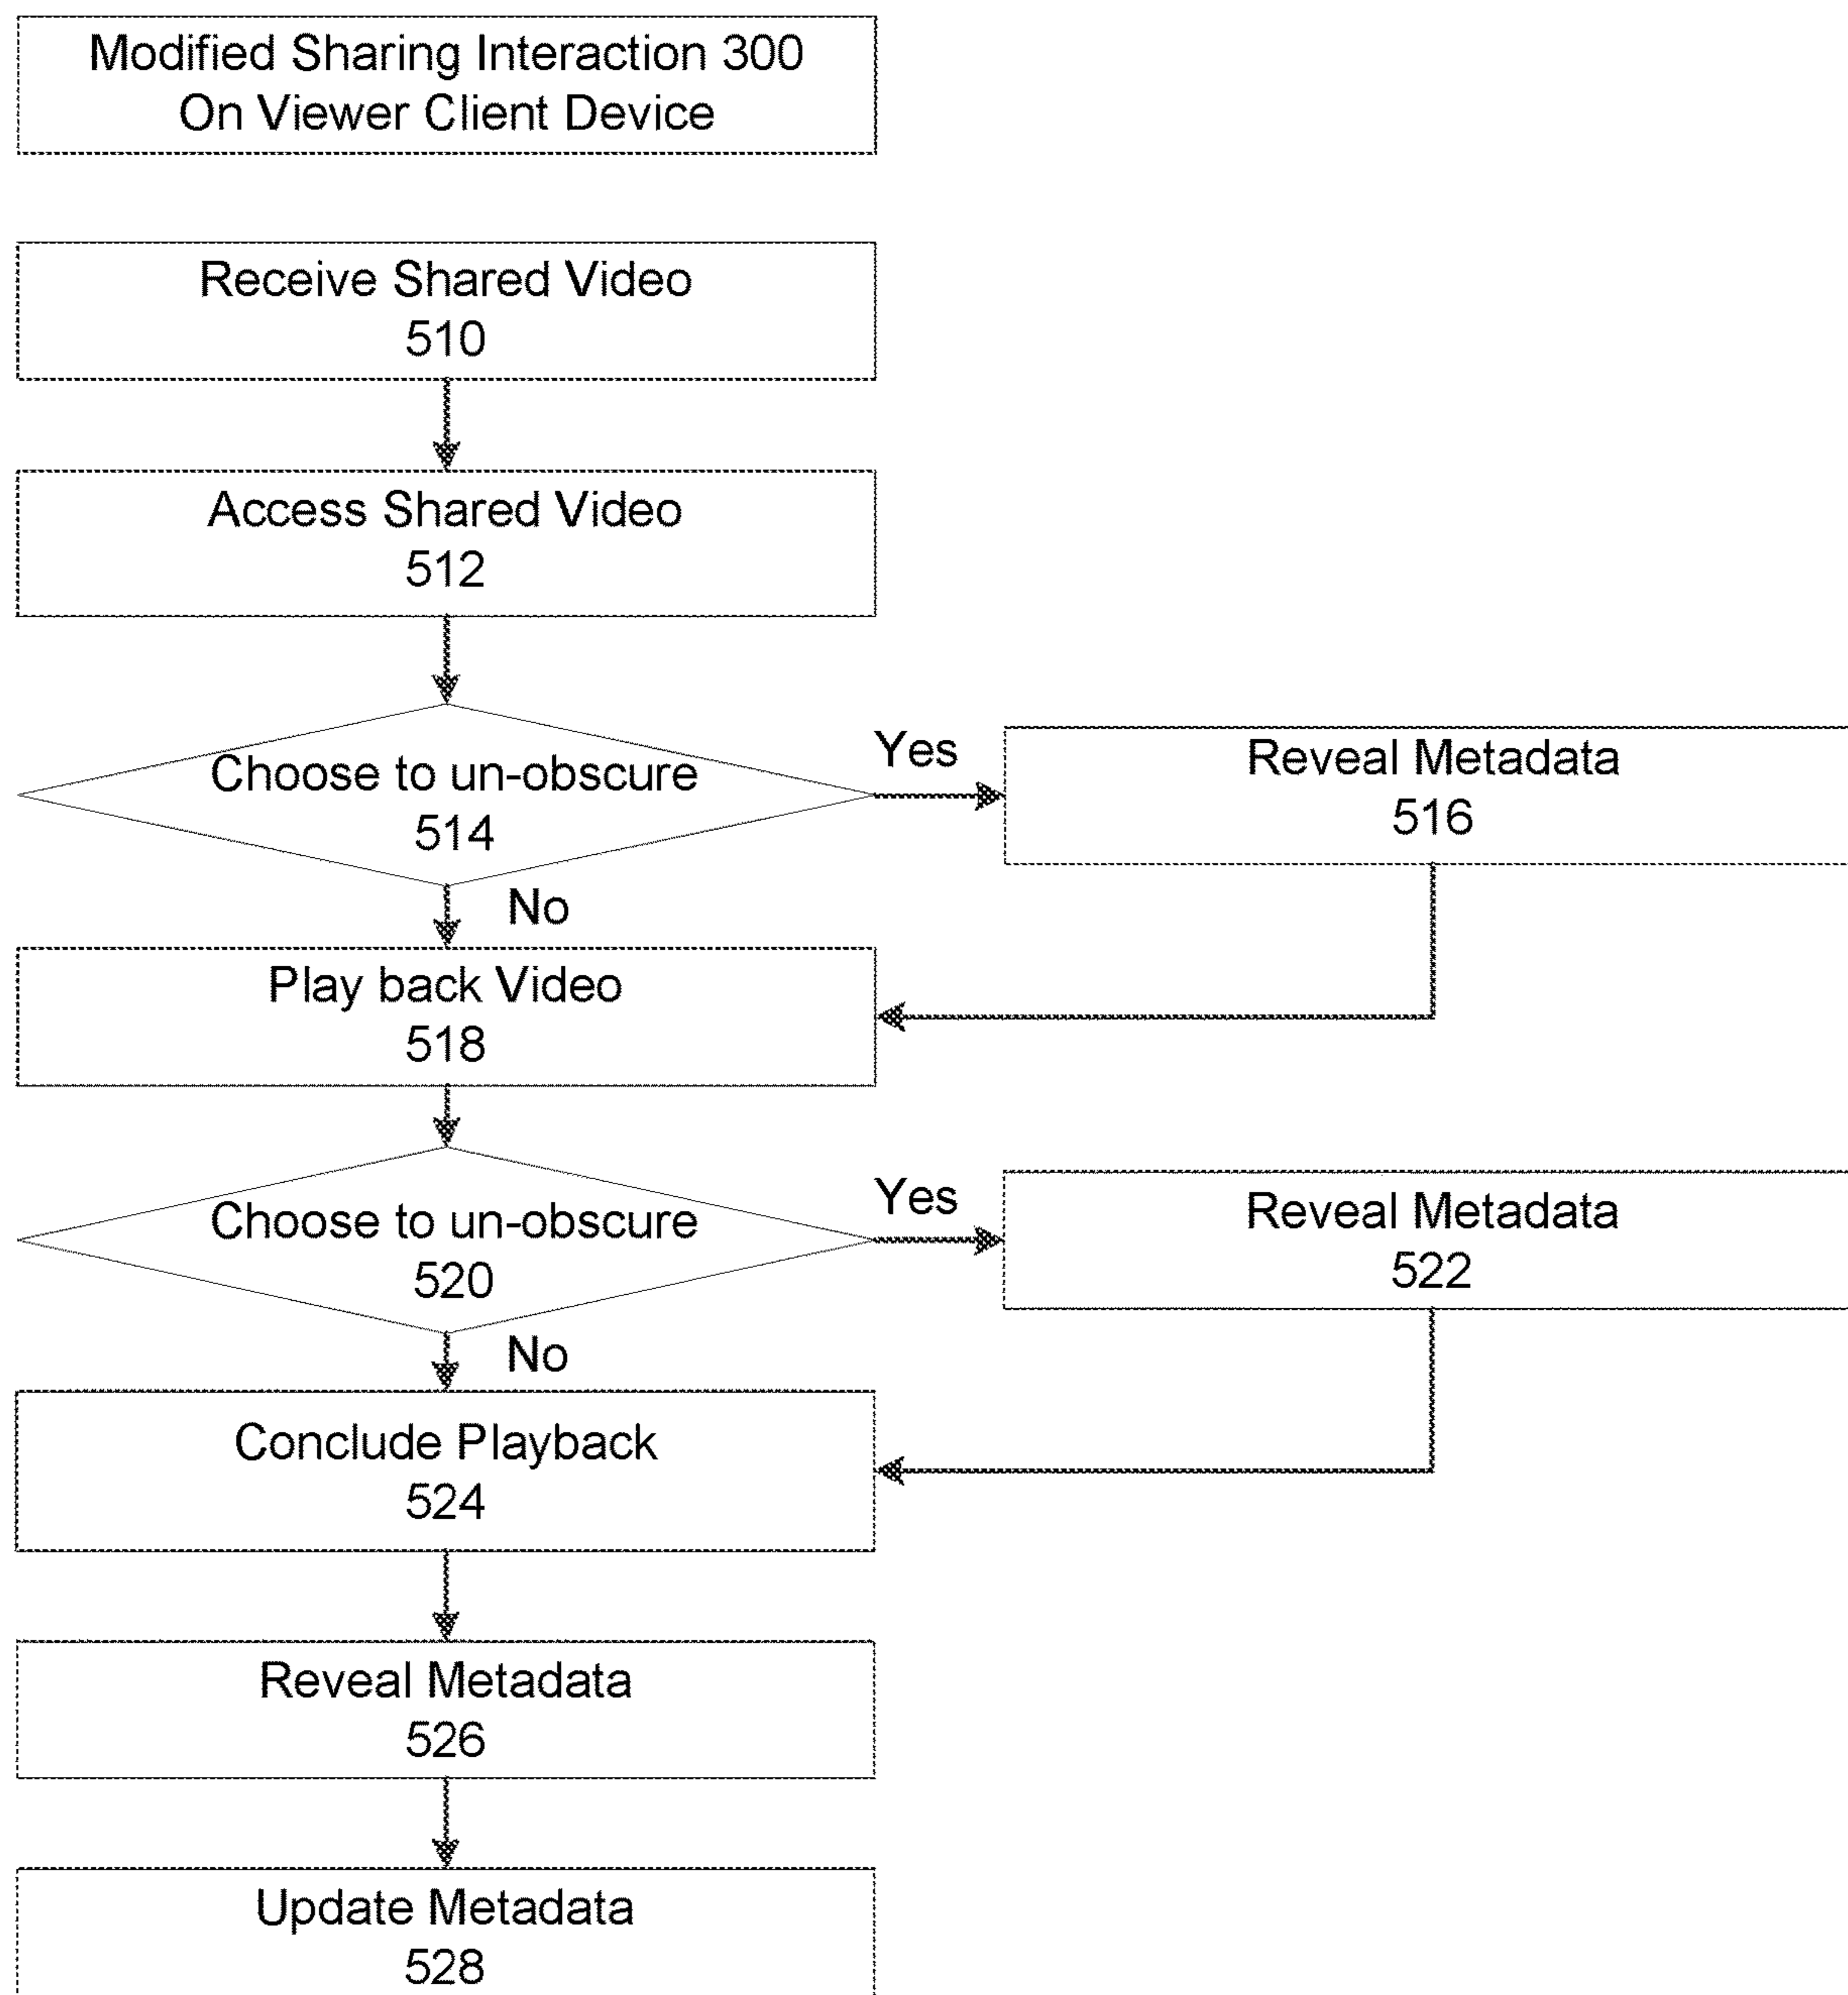 Modified Sharing Interaction 300
On Viewer Client Device
Receive Shared Video
510
Access Shared Video
512
Choose to un-obscure
514
Yes
Reveal Metadata
516
No
Play back Video
518
Choose to un-obscure
520
Yes
Reveal Metadata
522
No
Conclude Playback
524
Reveal Metadata
526
Update Metadata
528